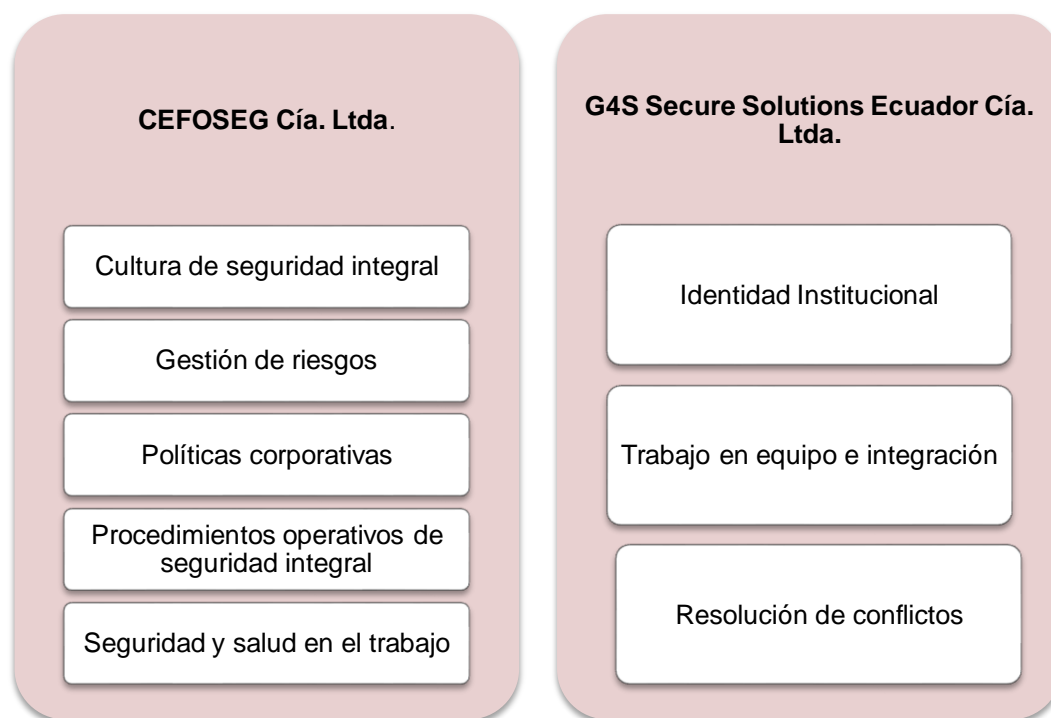 CEFOSEG Cía. Ltda.
Cultura de seguridad integral
Gestión de riesgos
Políticas corporativas
Procedimientos operativos de
seguridad integral
Seguridad y salud en el trabajo
G4S Secure Solutions Ecuador Cía.
Ltda.
Identidad Institucional
Trabajo en equipo e integración
Resolución de conflictos